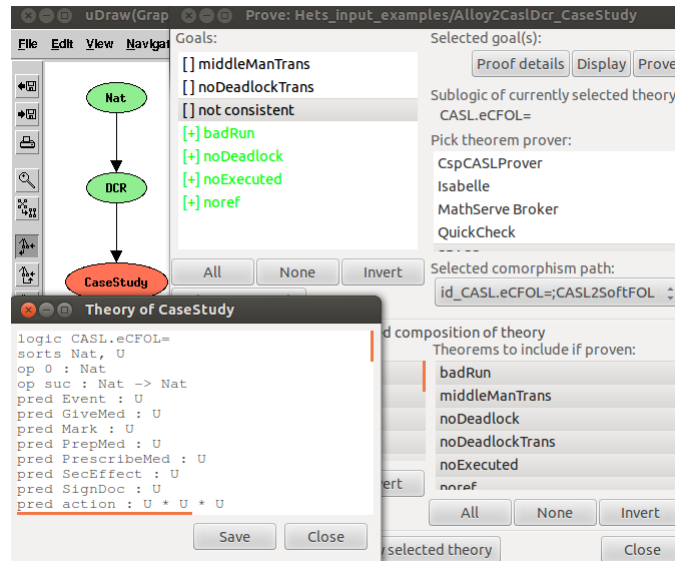 uDraw(Grap
File Edit View Navigat
Nat
DCR
CaseStudy
Prove: Hets_input_examples/Alloy2CaslDcr_CaseStudy
Goals:
[ ] middleManTrans
[ ] noDeadlockTrans
[ ] not consistent
[+] badRun
[+] noDeadlock
[+] noExecuted
[+] noref
All None Invert
Selected goal(s):
Proof details Display Prove
Sublogic of currently selected theory
CASL.eCFOL=
Pick theorem prover:
CspCASLProver
Isabelle
MathServe Broker
QuickCheck
Selected comorphism path:
id_CASL.eCFOL=;CASL2SoftFOL
d composition of theory
Theorems to include if proven:
badRun
middleManTrans
noDeadlock
noDeadlockTrans
noExecuted
noref
ert
All None Invert
selected theory
Close
Theory of CaseStudy
logic CASL.eCFOL=
sorts Nat, U
op 0 : Nat
op suc : Nat -> Nat
pred Event : U
pred GiveMed : U
pred Mark : U
pred PrepMed : U
pred PrescribeMed : U
pred SecEffect : U
pred SignDoc : U
pred action : U * U * U
Save Close